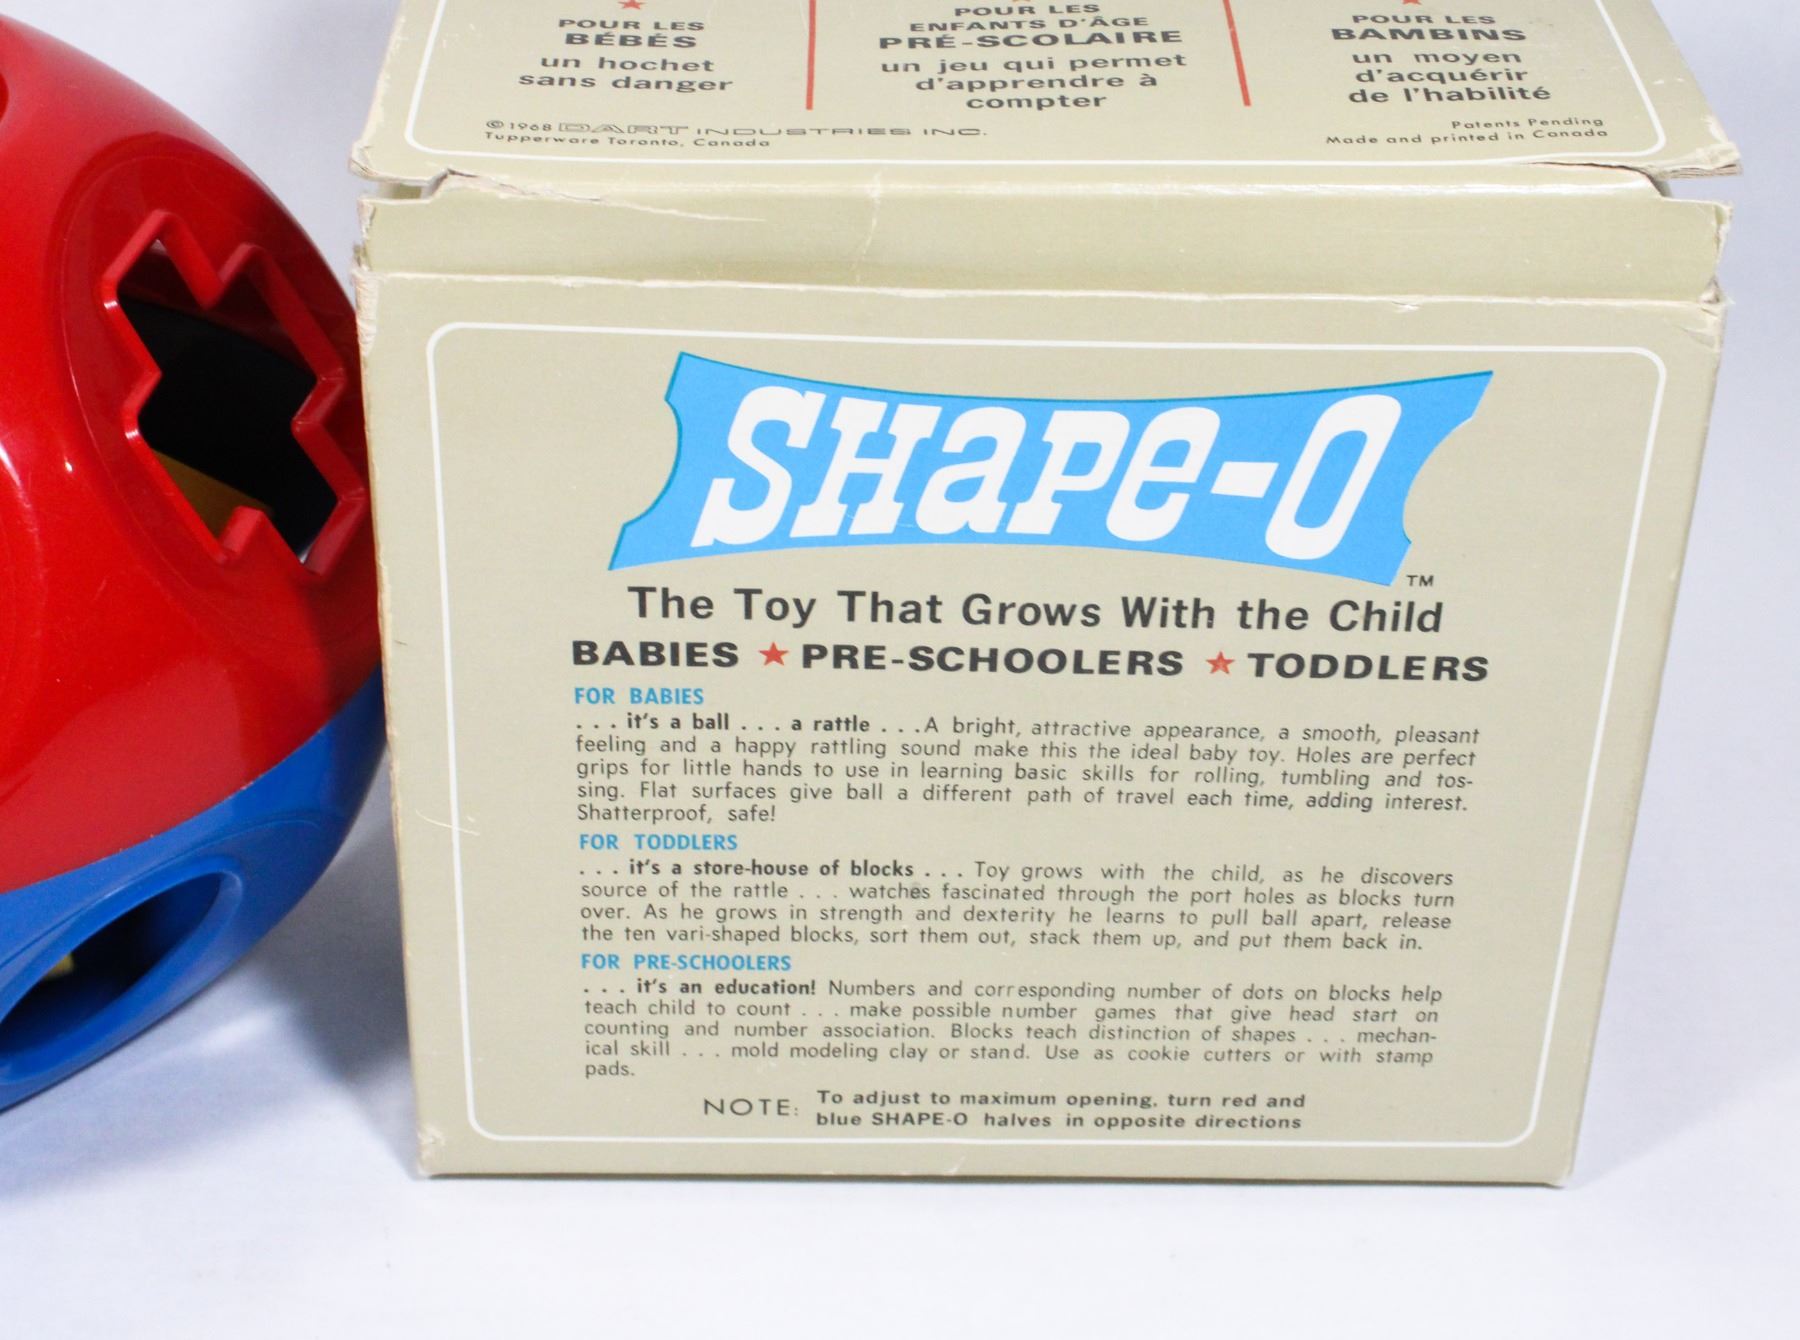 POUR LES
BÉBÉS
un hochet
sans danger
POUR LES
ENFANTS D'ÂGE
PRÉ-SCOLAIRE
un jeu qui permet
d'apprendre à
compter
POUR LES
BAMBINS
un moyen
d'acquérir
de l'habilité
©1968 DART INDUSTRIES INC.
Tupperware Toronto, Canada
Patents Pending
Made and printed in Canada
SHaPe-O
TM
The Toy That Grows With the Child
BABIES ★ PRE-SCHOOLERS ★ TODDLERS
FOR BABIES
. . . it's a ball . . . a rattle . . .A bright, attractive appearance, a smooth, pleasant
feeling and a happy rattling sound make this the ideal baby toy. Holes are perfect
grips for little hands to use in learning basic skills for rolling, tumbling and tos-
sing. Flat surfaces give ball a different path of travel each time, adding interest.
Shatterproof, safe!
FOR TODDLERS
. . . it's a store-house of blocks . . . Toy grows with the child, as he discovers
source of the rattle . . . watches fascinated through the port holes as blocks turn
over. As he grows in strength and dexterity he learns to pull ball apart, release
the ten vari-shaped blocks, sort them out, stack them up, and put them back in.
FOR PRE-SCHOOLERS
. . . it's an education! Numbers and corresponding number of dots on blocks help
teach child to count . . . make possible number games that give head start on
counting and number association. Blocks teach distinction of shapes . . . mechan-
ical skill . . . mold modeling clay or stand. Use as cookie cutters or with stamp
pads.
NOTE: To adjust to maximum opening, turn red and
blue SHAPE-O halves in opposite directions